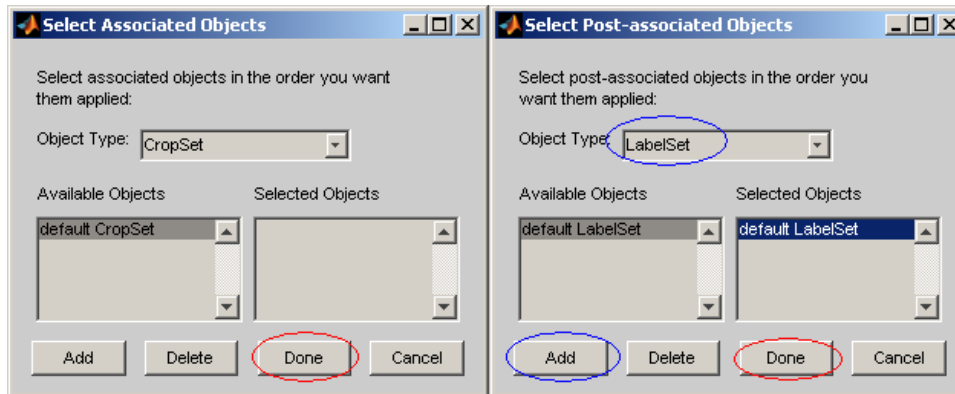 Select Associated Objects
Select associated objects in the order you want
them applied:
Object Type: CropSet
Available Objects Selected Objects
default CropSet
Add Delete Done Cancel
Select Post-associated Objects
Select post-associated objects in the order you
want them applied:
Object Type: LabelSet
Available Objects Selected Objects
default LabelSet default LabelSet
Add Delete Done Cancel